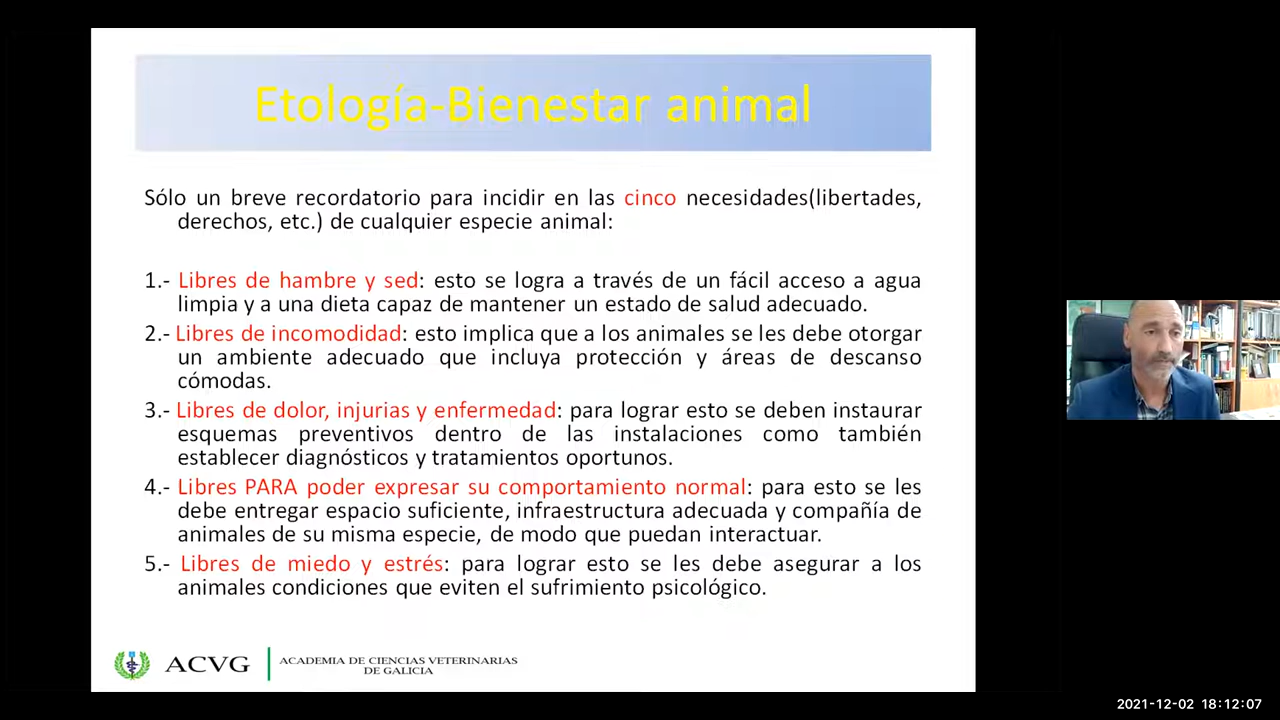 Etología-Bienestar animal
Sólo un breve recordatorio para incidir en las cinco necesidades(libertades,
derechos, etc.) de cualquier especie animal:
1.- Libres de hambre y sed: esto se logra a través de un fácil acceso a agua
limpia y a una dieta capaz de mantener un estado de salud adecuado.
2.- Libres de incomodidad: esto implica que a los animales se les debe otorgar
un ambiente adecuado que incluya protección y áreas de descanso
cómodas.
3.- Libres de dolor, injurias y enfermedad: para lograr esto se deben instaurar
esquemas preventivos dentro de las instalaciones como también
establecer diagnósticos y tratamientos oportunos.
4.- Libres PARA poder expresar su comportamiento normal: para esto se les
debe entregar espacio suficiente, infraestructura adecuada y compañía de
animales de su misma especie, de modo que puedan interactuar.
5.- Libres de miedo y estrés: para lograr esto se les debe asegurar a los
animales condiciones que eviten el sufrimiento psicológico.
ACVG
ACADEMIA DE CIENCIAS VETERINARIAS
DE GALICIA
2021-12-02 18:12:07